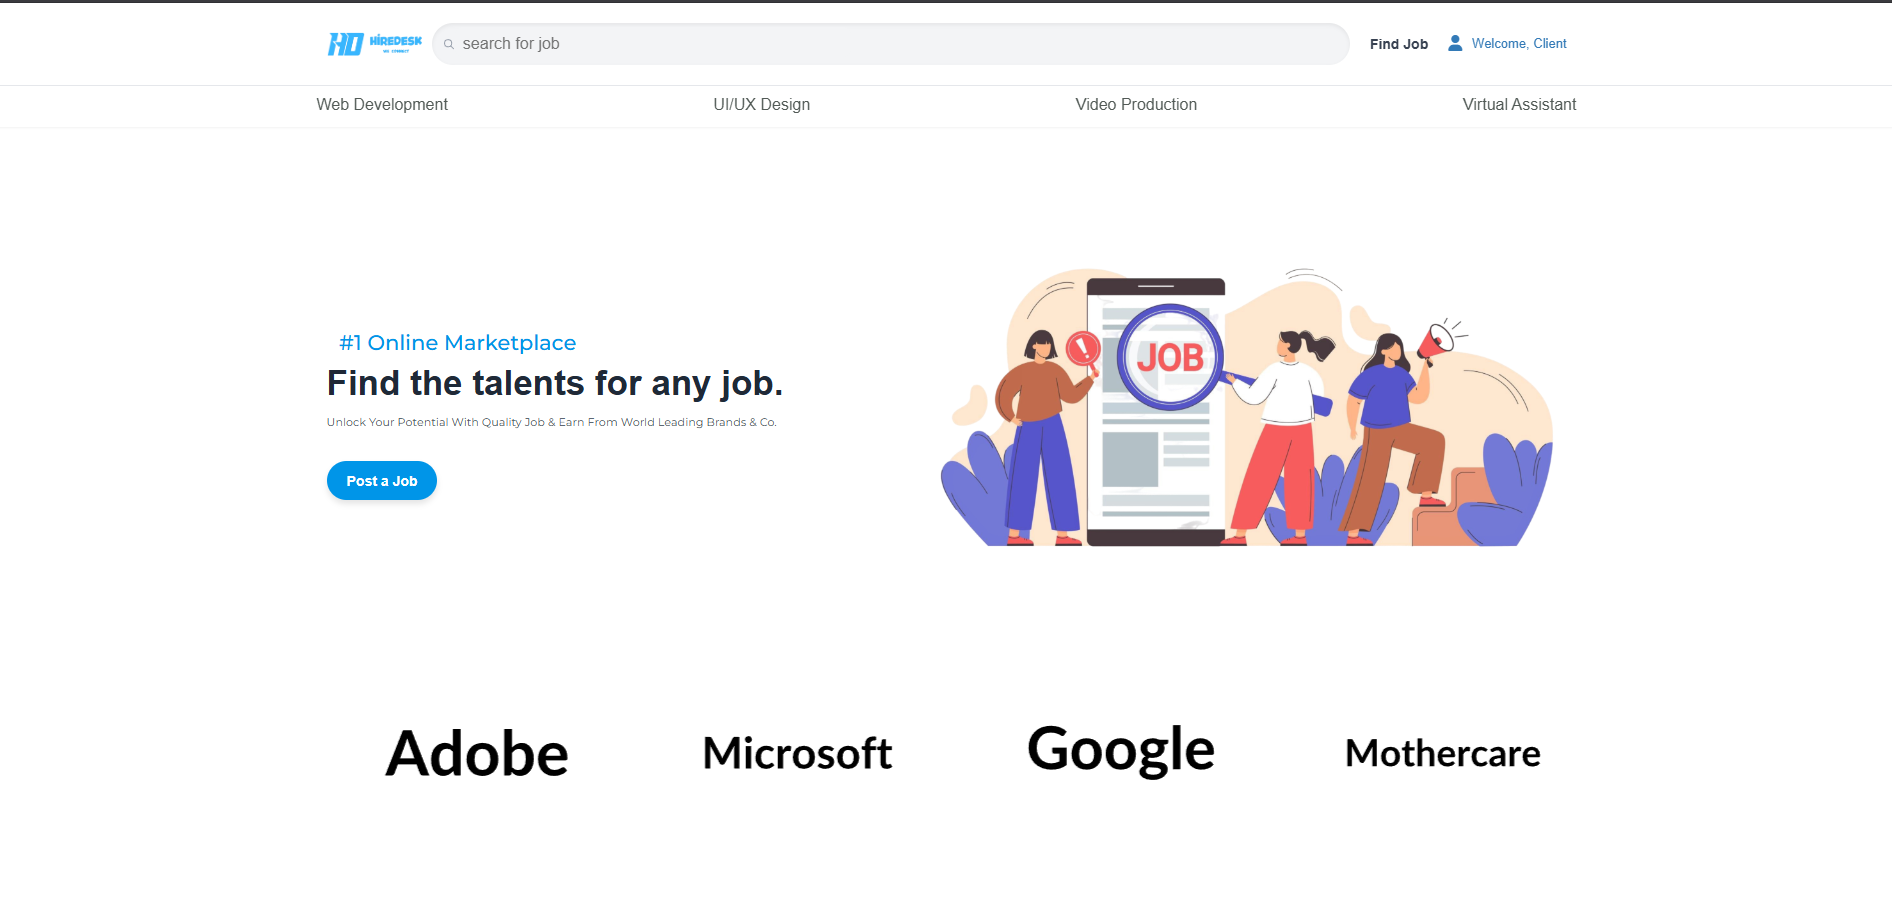 HD HiREDESK
WE CONNECT
search for job
Find Job
Welcome, Client
Web Development
UI/UX Design
Video Production
Virtual Assistant
#1 Online Marketplace
Find the talents for any job.
Unlock Your Potential With Quality Job & Earn From World Leading Brands & Co.
Post a Job
JOB
Adobe
Microsoft
Google
Mothercare